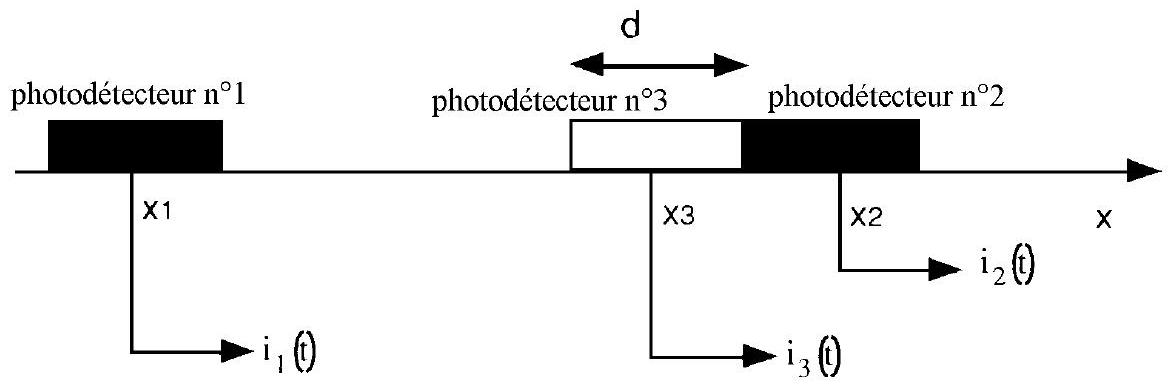 d
photodétecteur n°1
photodétecteur n°3
photodétecteur n°2
x1
x3
x2
x
i2(t)
i1(t)
i3(t)